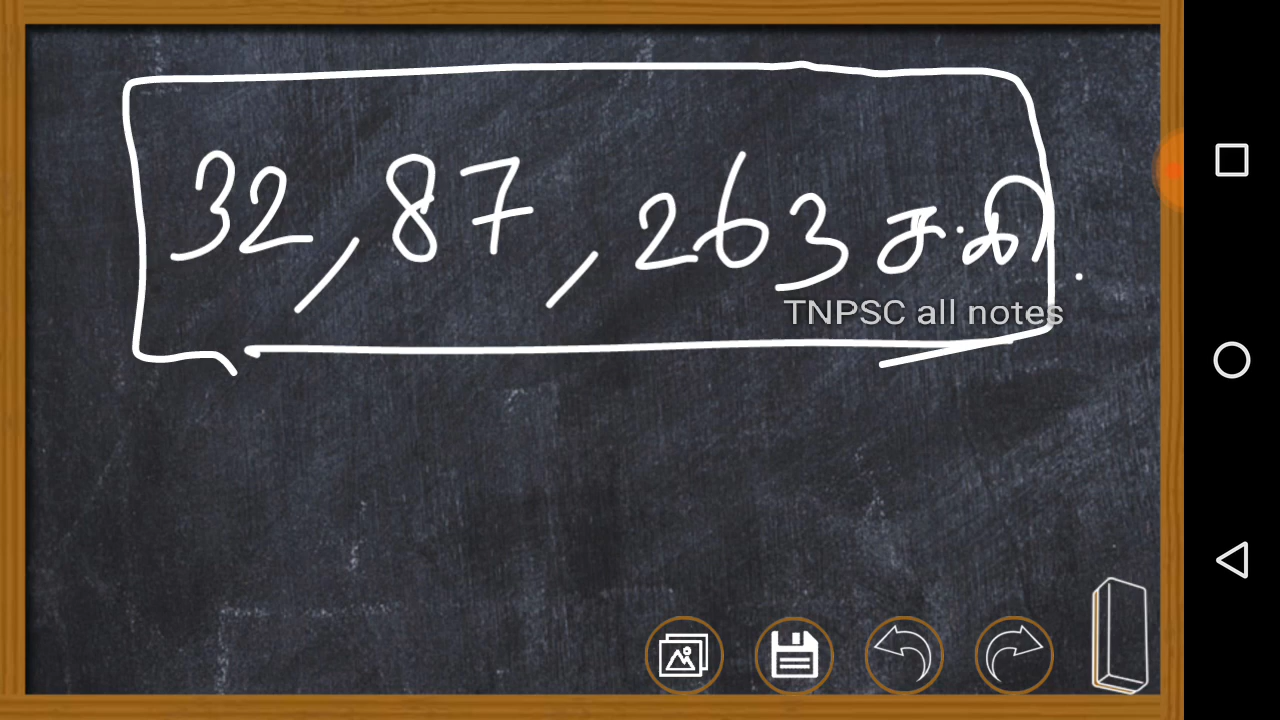 32,87,263 ச.கி.
TNPSC all notes